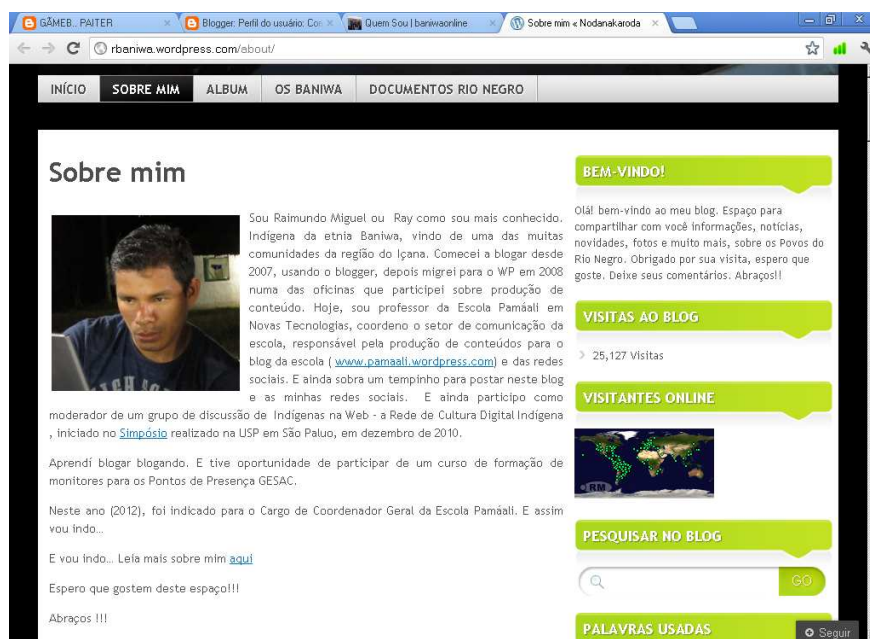 GÃMEB.. PAITER
Blogger: Perfil do usuário: Con
Quem Sou | baniwaonline
Sobre mim « Nodanakaroda
rbaniwa.wordpress.com/about/
INÍCIO SOBRE MIM ALBUM OS BANIWA DOCUMENTOS RIO NEGRO
Sobre mim
Sou Raimundo Miguel ou Ray como sou mais conhecido.
Indígena da etnia Baniwa, vindo de uma das muitas
comunidades da região do Içana. Comecei a blogar desde
2007, usando o blogger, depois migrei para o WP em 2008
numa das oficinas que participei sobre produção de
conteúdo. Hoje, sou professor da Escola Pamáali em
Novas Tecnologias, coordeno o setor de comunicação da
escola, responsável pela produção de conteúdos para o
blog da escola ( www.pamaali.wordpress.com) e das redes
sociais. E ainda sobra um tempinho para postar neste blog
e as minhas redes sociais. E ainda participo como
moderador de um grupo de discussão de Indígenas na Web - a Rede de Cultura Digital Indígena
, iniciado no Simpósio realizado na USP em São Paluo, em dezembro de 2010.
Aprendi blogar blogando. E tive oportunidade de participar de um curso de formação de
monitores para os Pontos de Presença GESAC.
Neste ano (2012), foi indicado para o Cargo de Coordenador Geral da Escola Pamáali. E assim
vou indo...
E vou indo... Leia mais sobre mim aqui
Espero que gostem deste espaço!!!
Abraços !!!
BEM-VINDO!
Olá! bem-vindo ao meu blog. Espaço para
compartilhar com você informações, notícias,
novidades, fotos e muito mais, sobre os Povos do
Rio Negro. Obrigado por sua visita, espero que
goste. Deixe seus comentários. Abraços!!
VISITAS AO BLOG
25,127 Visitas
VISITANTES ONLINE
RM
PESQUISAR NO BLOG
GO
PALAVRAS USADAS
Seguir